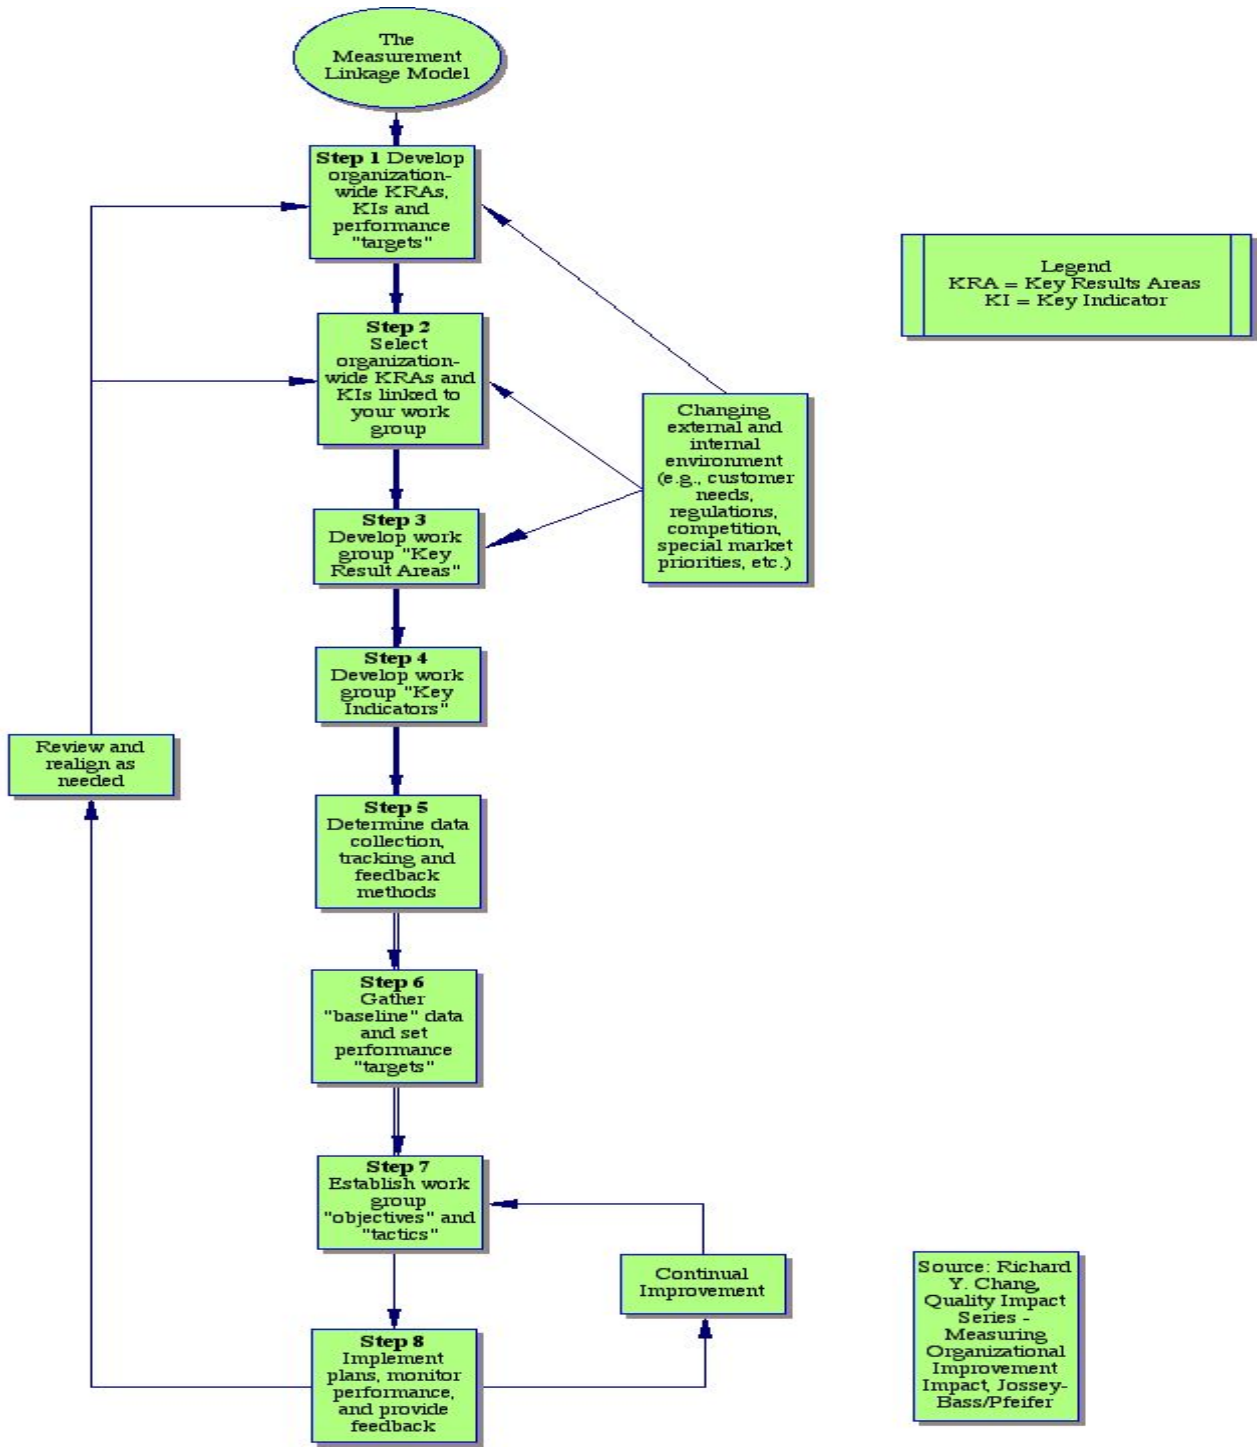 The
Measurement
Linkage Model
Step 1 Develop
organization-
wide KRAs,
KIs and
performance
"targets"
Legend
KRA = Key Results Areas
KI = Key Indicator
Step 2
Select
organization-
wide KRAs and
KIs linked to
your work
group
Changing
external and
internal
environment
(e.g., customer
needs,
regulations,
competition,
special market
priorities, etc.)
Step 3
Develop work
group "Key
Result Areas"
Step 4
Develop work
group "Key
Indicators"
Review and
realign as
needed
Step 5
Determine data
collection,
tracking and
feedback
methods
Step 6
Gather
"baseline" data
and set
performance
"targets"
Step 7
Establish work
group
"objectives" and
"tactics"
Continual
Improvement
Source: Richard
Y. Chang,
Quality Impact
Series -
Measuring
Organizational
Improvement
Impact, Jossey-
Bass/Pfeifer
Step 8
Implement
plans, monitor
performance,
and provide
feedback